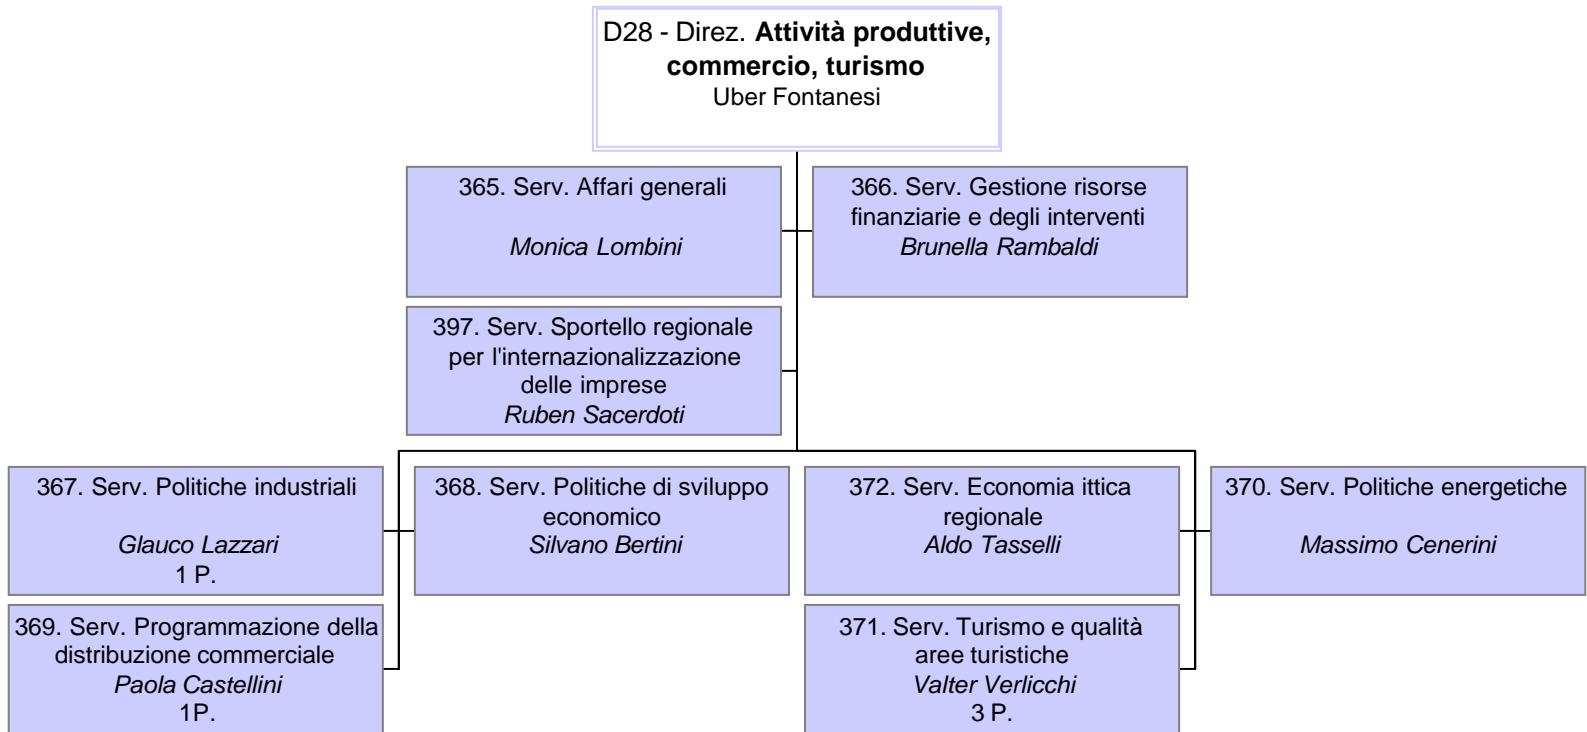 D28 - Direz. Attività produttive,
commercio, turismo
Uber Fontanesi
365. Serv. Affari generali
Monica Lombini
366. Serv. Gestione risorse
finanziarie e degli interventi
Brunella Rambaldi
397. Serv. Sportello regionale
per l'internazionalizzazione
delle imprese
Ruben Sacerdoti
367. Serv. Politiche industriali
Glauco Lazzari
1 P.
368. Serv. Politiche di sviluppo
economico
Silvano Bertini
372. Serv. Economia ittica
regionale
Aldo Tasselli
370. Serv. Politiche energetiche
Massimo Cenerini
369. Serv. Programmazione della
distribuzione commerciale
Paola Castellini
1P.
371. Serv. Turismo e qualità
aree turistiche
Valter Verlicchi
3 P.